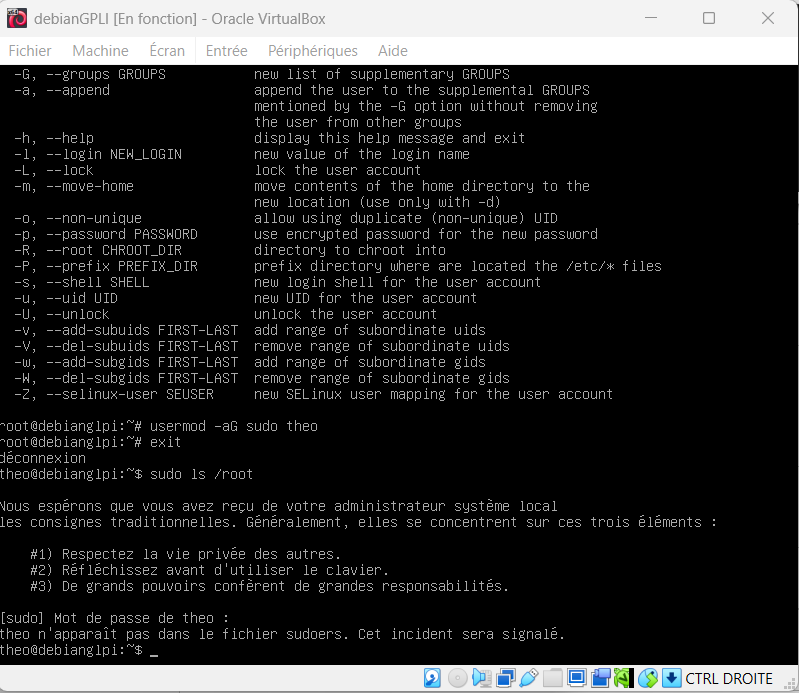 debianGPLI [En fonction] - Oracle VirtualBox
Fichier Machine Écran Entrée Périphériques Aide
-G, --groups GROUPS new list of supplementary GROUPS
-a, --append append the user to the supplemental GROUPS
mentioned by the -G option without removing
the user from other groups
-h, --help display this help message and exit
-l, --login NEW_LOGIN new value of the login name
-L, --lock lock the user account
-m, --move-home move contents of the home directory to the
new location (use only with -d)
-o, --non-unique allow using duplicate (non-unique) UID
-p, --password PASSWORD use encrypted password for the new password
-R, --root CHROOT_DIR directory to chroot into
-P, --prefix PREFIX_DIR prefix directory where are located the /etc/* files
-s, --shell SHELL new login shell for the user account
-u, --uid UID new UID for the user account
-U, --unlock unlock the user account
-v, --add-subuids FIRST-LAST add range of subordinate uids
-V, --del-subuids FIRST-LAST remove range of subordinate uids
-w, --add-subgids FIRST-LAST add range of subordinate gids
-W, --del-subgids FIRST-LAST remove range of subordinate gids
-Z, --selinux-user SEUSER new SELinux user mapping for the user account
root@debianglpi:~# usermod -aG sudo theo
root@debianglpi:~# exit
déconnexion
theo@debianglpi:~$ sudo ls /root
Nous espérons que vous avez reçu de votre administrateur système local
les consignes traditionnelles. Généralement, elles se concentrent sur ces trois éléments :
#1) Respectez la vie privée des autres.
#2) Réfléchissez avant d'utiliser le clavier.
#3) De grands pouvoirs confèrent de grandes responsabilités.
[sudo] Mot de passe de theo :
theo n'apparaît pas dans le fichier sudoers. Cet incident sera signalé.
theo@debianglpi:~$ _
CTRL DROITE